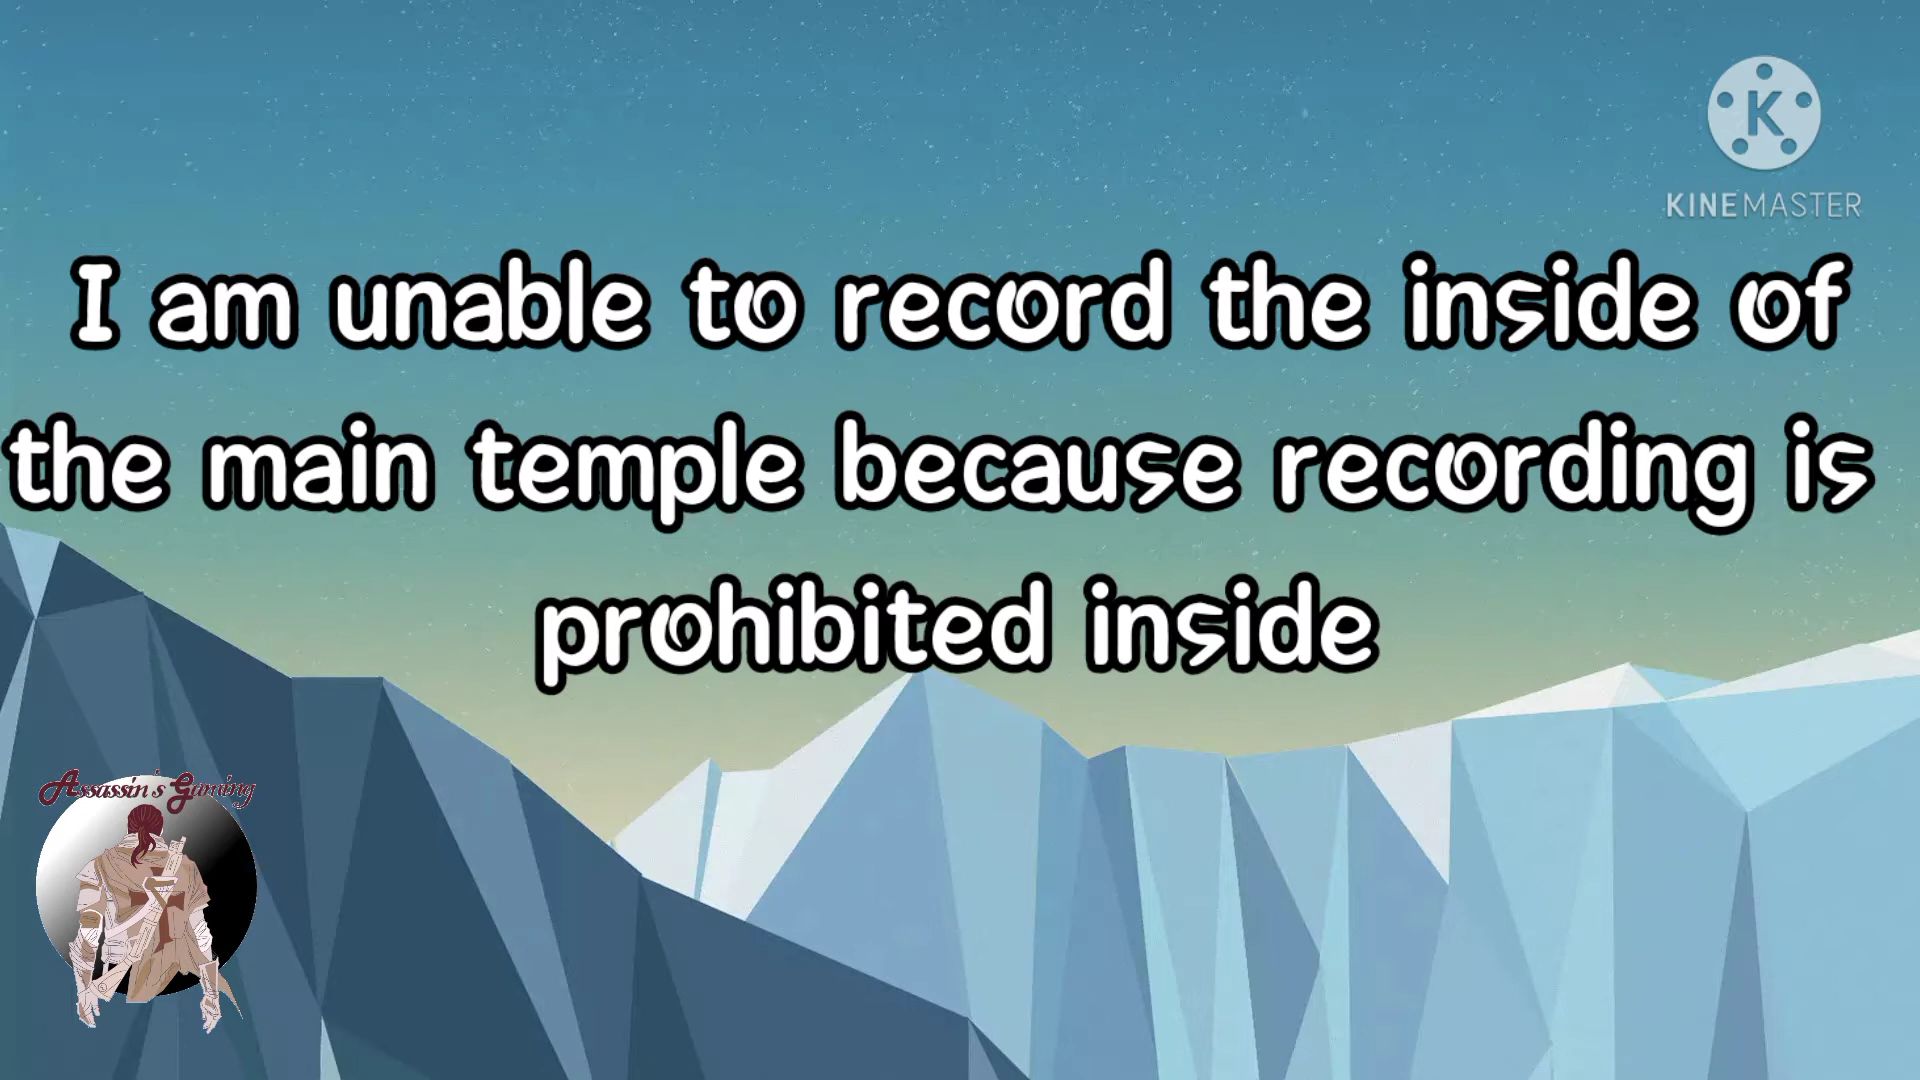 KINEMASTER
I am unable to record the inside of
the main temple because recording is
prohibited inside
Assassin's Gaming